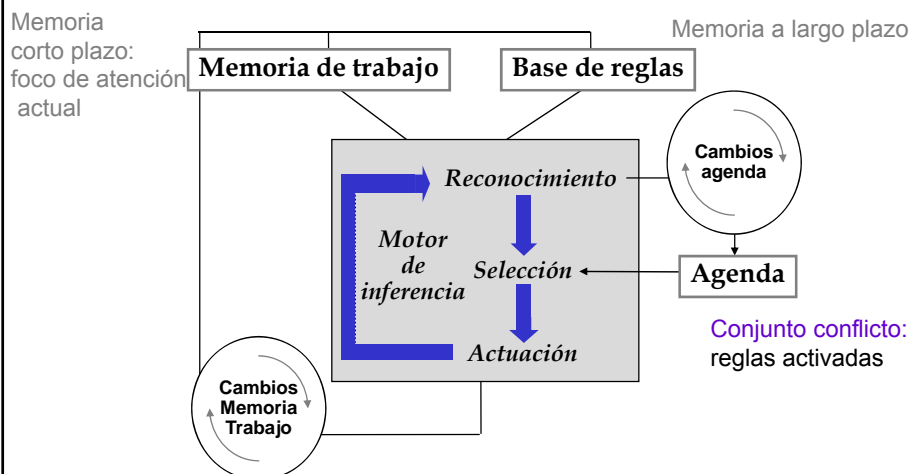 Memoria
corto plazo:
foco de atención
actual
Memoria a largo plazo
Memoria de trabajo
Base de reglas
Cambios
agenda
Reconocimiento
Motor
de
inferencia
Selección
Agenda
Conjunto conflicto:
reglas activadas
Actuación
Cambios
Memoria
Trabajo